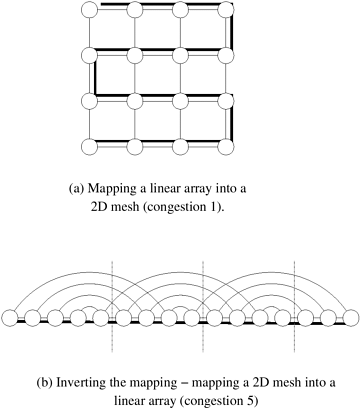 (a) Mapping a linear array into a
2D mesh (congestion 1).
(b) Inverting the mapping − mapping a 2D mesh into a
linear array (congestion 5)